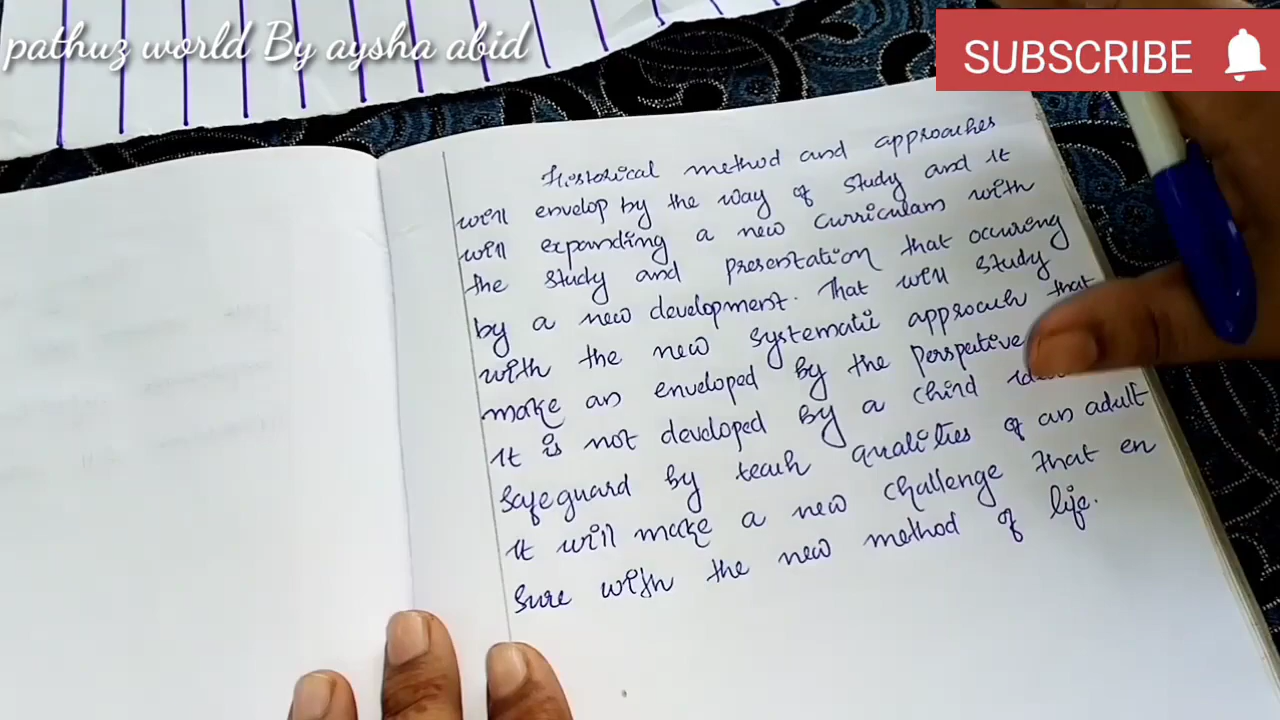 pathuz world By aysha abid
SUBSCRIBE
Historical method and approaches
will envelop by the way of study and it
will expanding a new curriculam with
the study and presentation that occuring
by a new development. That will study
with the new systematic approach that
make an enveloped by the perspative
it is not developed by a child
safeguard by teach qualities of an adult
it will make a new challenge that en
sure with the new method of life.